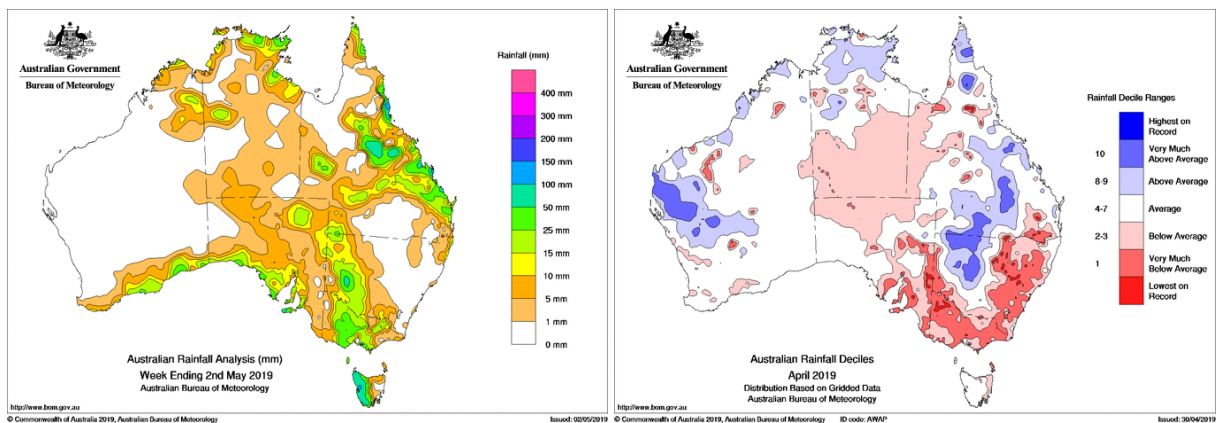 Australian Government
Bureau of Meteorology
Rainfall (mm)
400 mm
300 mm
200 mm
150 mm
100 mm
50 mm
25 mm
15 mm
10 mm
5 mm
1 mm
0 mm
Australian Rainfall Analysis (mm)
Week Ending 2nd May 2019
Australian Bureau of Meteorology
http://www.bom.gov.au
© Commonwealth of Australia 2019, Australian Bureau of Meteorology
Issued: 02/05/2019
Australian Government
Bureau of Meteorology
Rainfall Decile Ranges
Highest on
Record
10 Very Much
Above Average
8-9 Above Average
4-7 Average
2-3 Below Average
1 Very Much
Below Average
Lowest on
Record
Australian Rainfall Deciles
April 2019
Distribution Based on Gridded Data
Australian Bureau of Meteorology
http://www.bom.gov.au
© Commonwealth of Australia 2019, Australian Bureau of Meteorology ID code: AWAP
Issued: 30/04/2019